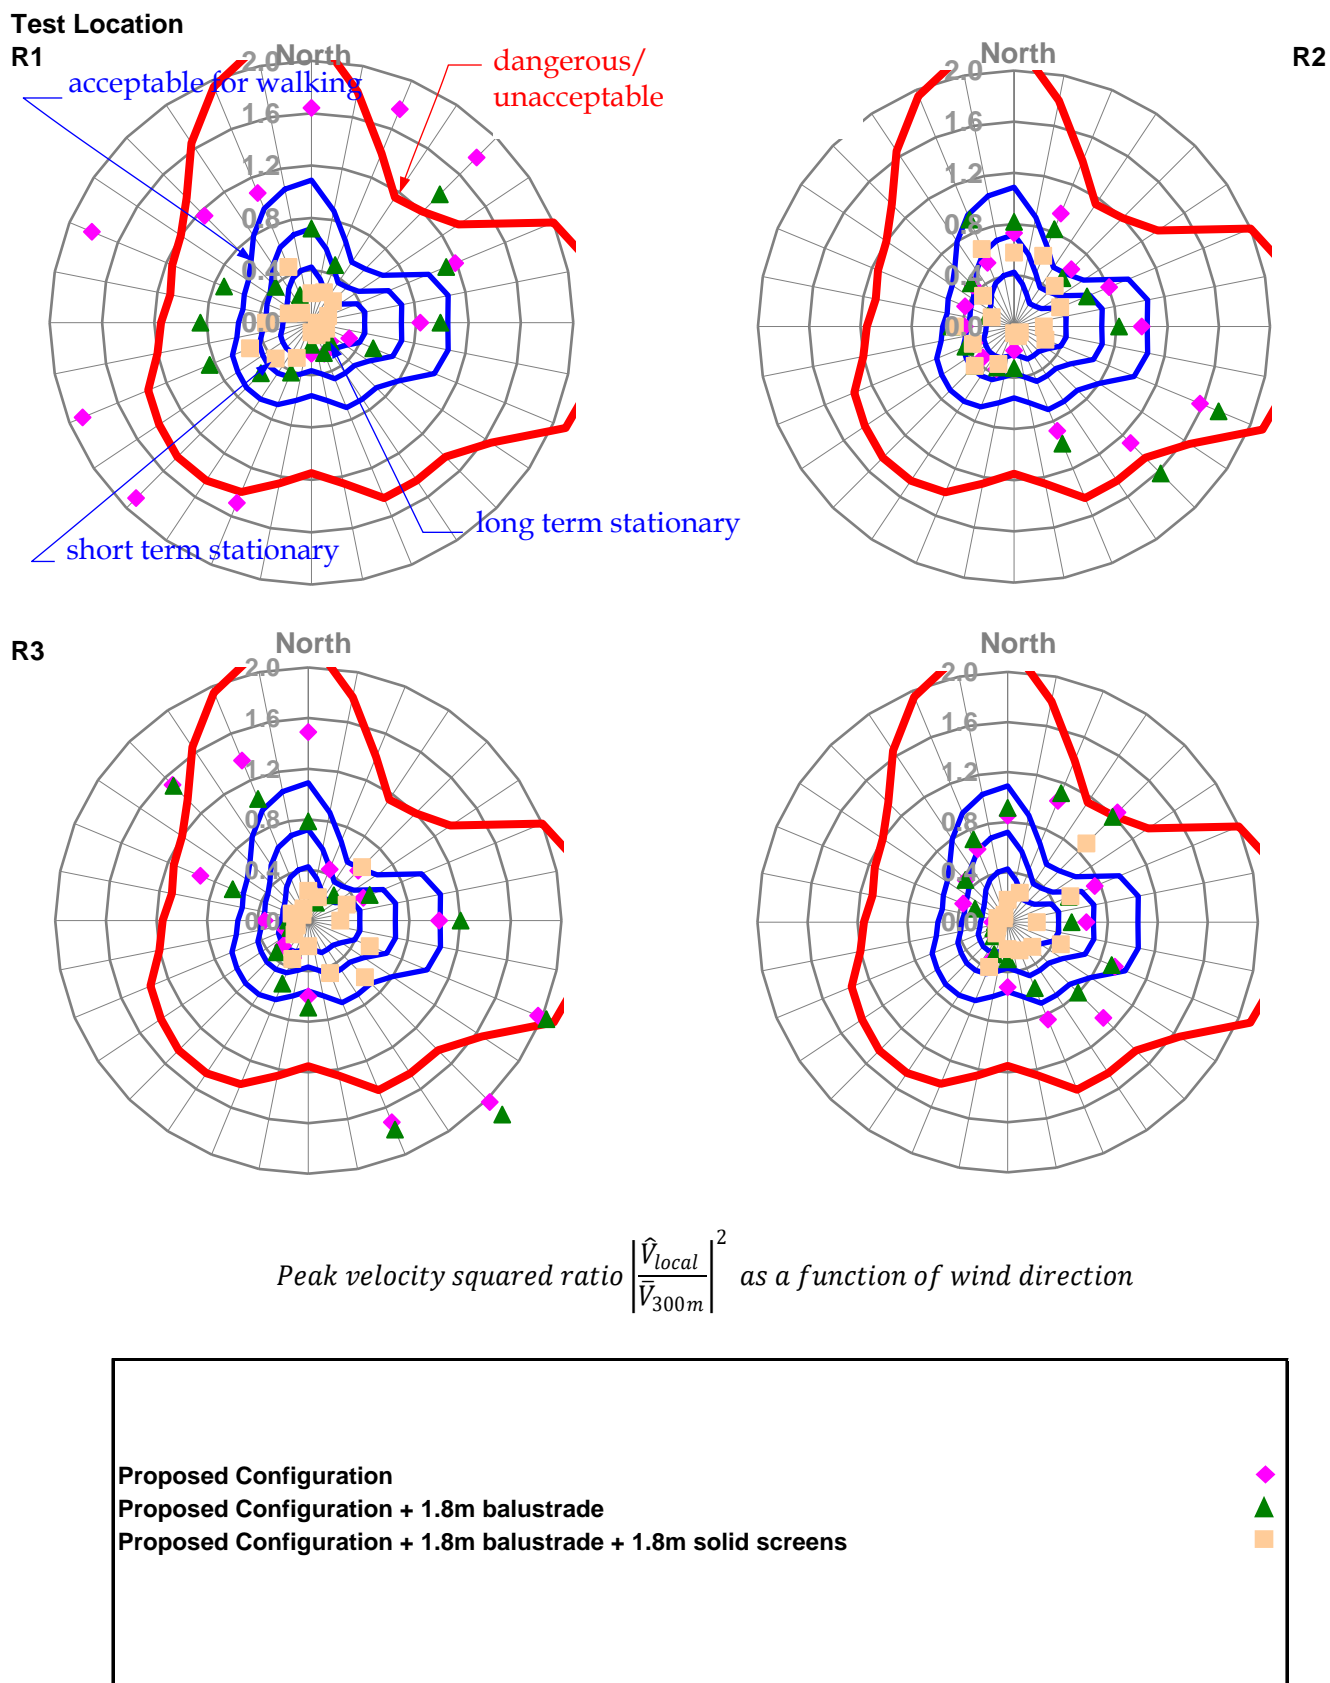 Test Location
R1
North
2.0
1.6
1.2
0.8
0.4
0.0
acceptable for walking
dangerous/
unacceptable
short term stationary
long term stationary
R2
North
2.0
1.6
1.2
0.8
0.4
0.0
R3
North
2.0
1.6
1.2
0.8
0.4
0.0
North
2.0
1.6
1.2
0.8
0.4
0.0
Peak velocity squared ratio |V̂local / V̄300m|² as a function of wind direction
Proposed Configuration
Proposed Configuration + 1.8m balustrade
Proposed Configuration + 1.8m balustrade + 1.8m solid screens